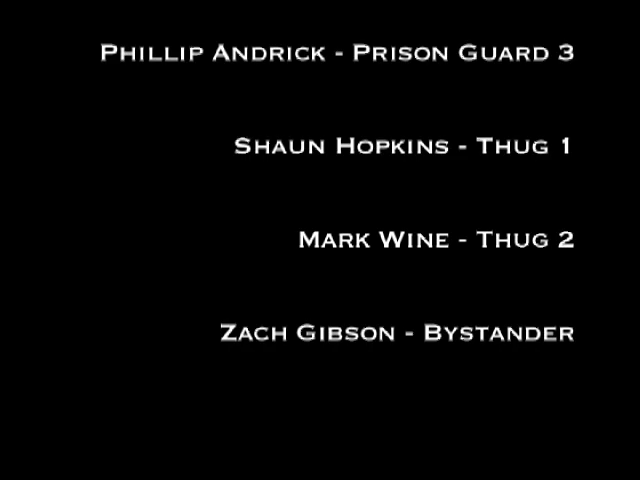 Phillip Andrick - Prison Guard 3
Shaun Hopkins - Thug 1
Mark Wine - Thug 2
Zach Gibson - Bystander